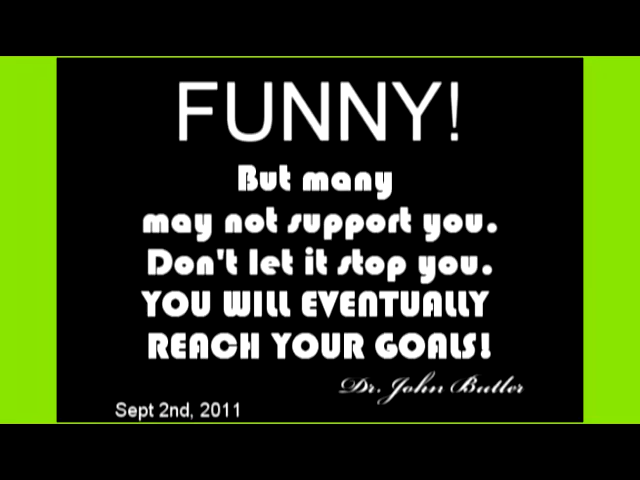 FUNNY!
But many
may not support you.
Don't let it stop you.
YOU WILL EVENTUALLY
REACH YOUR GOALS!
Dr. John Butler
Sept 2nd, 2011